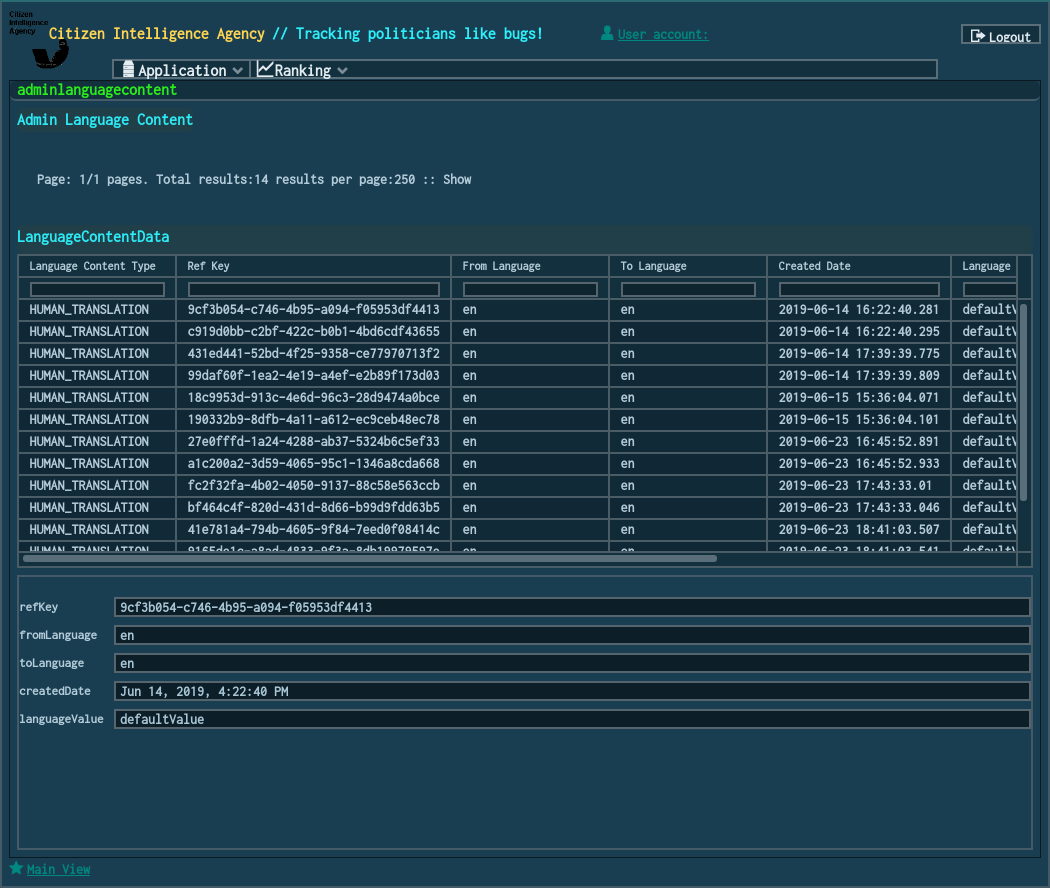 Citizen
Intelligence
Agency
Citizen Intelligence Agency // Tracking politicians like bugs!
User account:
Logout
Application
Ranking
adminlanguagecontent
Admin Language Content
Page: 1/1 pages. Total results:14 results per page:250 :: Show
LanguageContentData
Language Content Type Ref Key From Language To Language Created Date Language
HUMAN_TRANSLATION 9cf3b054-c746-4b95-a094-f05953df4413 en en 2019-06-14 16:22:40.281 defaultV
HUMAN_TRANSLATION c919d0bb-c2bf-422c-b0b1-4bd6cdf43655 en en 2019-06-14 16:22:40.295 defaultV
HUMAN_TRANSLATION 431ed441-52bd-4f25-9358-ce77970713f2 en en 2019-06-14 17:39:39.775 defaultV
HUMAN_TRANSLATION 99daf60f-1ea2-4e19-a4ef-e2b89f173d03 en en 2019-06-14 17:39:39.809 defaultV
HUMAN_TRANSLATION 18c9953d-913c-4e6d-96c3-28d9474a0bce en en 2019-06-15 15:36:04.071 defaultV
HUMAN_TRANSLATION 190332b9-8dfb-4a11-a612-ec9ceb48ec78 en en 2019-06-15 15:36:04.101 defaultV
HUMAN_TRANSLATION 27e0fffd-1a24-4288-ab37-5324b6c5ef33 en en 2019-06-23 16:45:52.891 defaultV
HUMAN_TRANSLATION a1c200a2-3d59-4065-95c1-1346a8cda668 en en 2019-06-23 16:45:52.933 defaultV
HUMAN_TRANSLATION fc2f32fa-4b02-4050-9137-88c58e563ccb en en 2019-06-23 17:43:33.01 defaultV
HUMAN_TRANSLATION bf464c4f-820d-431d-8d66-b99d9fdd63b5 en en 2019-06-23 17:43:33.046 defaultV
HUMAN_TRANSLATION 41e781a4-794b-4605-9f84-7eed0f08414c en en 2019-06-23 18:41:03.507 defaultV
HUMAN_TRANSLATION en en 2019-06-23 18:41:03.541 defaultV
refKey 9cf3b054-c746-4b95-a094-f05953df4413
fromLanguage en
toLanguage en
createdDate Jun 14, 2019, 4:22:40 PM
languageValue defaultValue
Main View